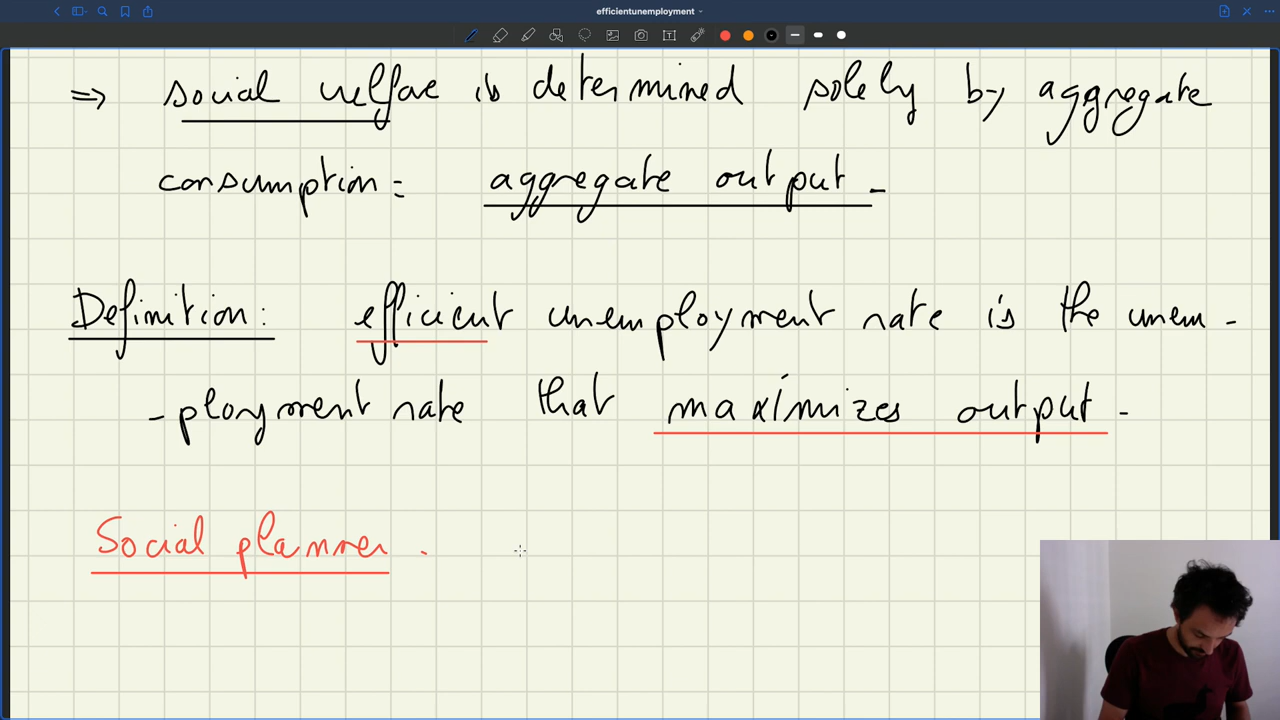 efficientunemployment
⇒ social welfare is determined solely by aggregate
consumption = aggregate output -
Definition: efficient unemployment rate is the unem -
- ployment rate that maximizes output -
Social planner .